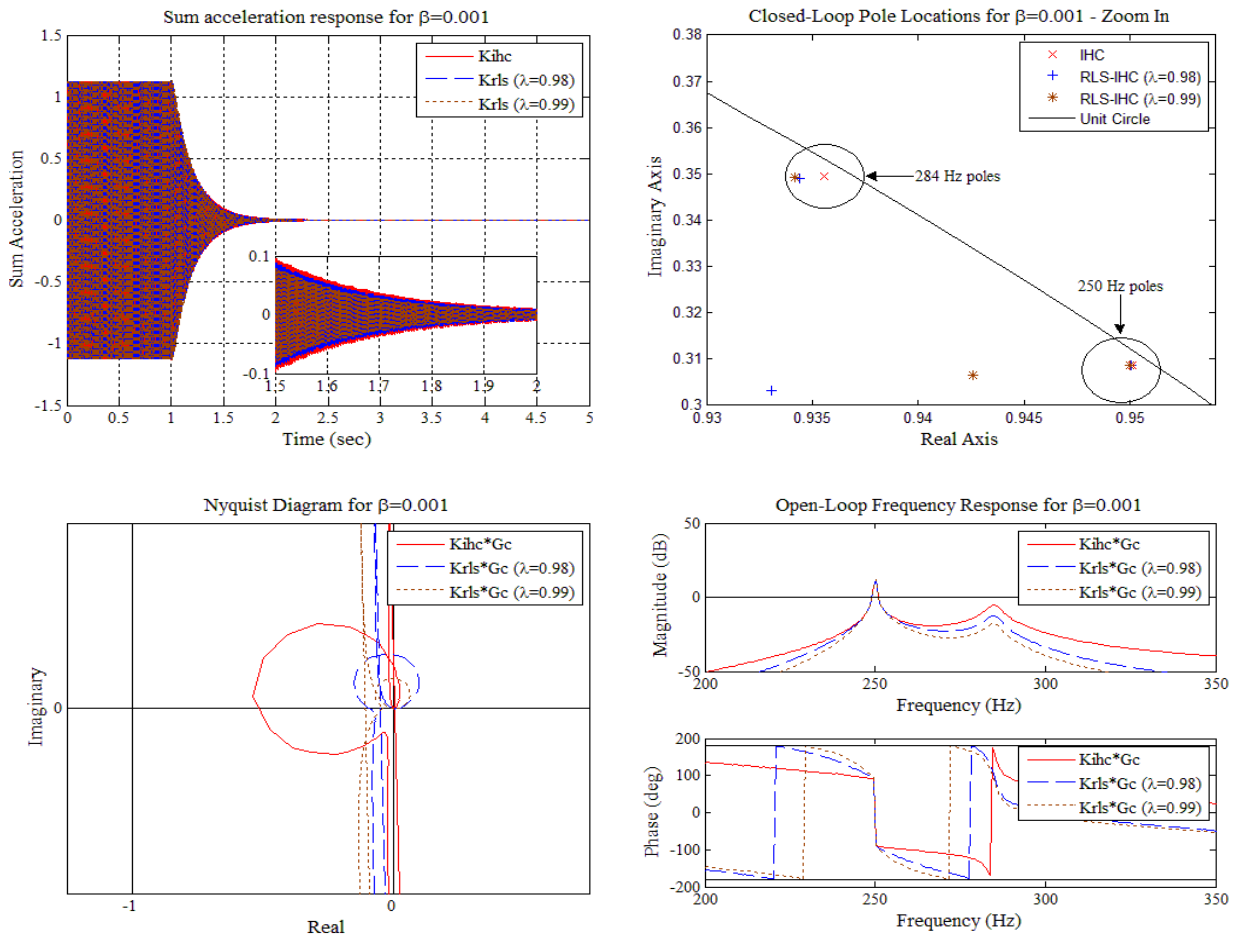 Sum acceleration response for β=0.001
Sum Acceleration
1.5
1
0.5
0
-0.5
-1
-1.5
Kihc
Krls (λ=0.98)
Krls (λ=0.99)
0.1
0
-0.1
1.5 1.6 1.7 1.8 1.9 2
0 0.5 1 1.5 2 2.5 3 3.5 4 4.5 5
Time (sec)
Closed-Loop Pole Locations for β=0.001 - Zoom In
Imaginary Axis
0.38
0.37
0.36
0.35
0.34
0.33
0.32
0.31
0.3
IHC
RLS-IHC (λ=0.98)
RLS-IHC (λ=0.99)
Unit Circle
284 Hz poles
250 Hz poles
0.93 0.935 0.94 0.945 0.95
Real Axis
Nyquist Diagram for β=0.001
Imaginary
0
Kihc*Gc
Krls*Gc (λ=0.98)
Krls*Gc (λ=0.99)
-1 0
Real
Open-Loop Frequency Response for β=0.001
Magnitude (dB)
50
0
-50
Kihc*Gc
Krls*Gc (λ=0.98)
Krls*Gc (λ=0.99)
200 250 300 350
Frequency (Hz)
Phase (deg)
200
100
0
-100
-200
Kihc*Gc
Krls*Gc (λ=0.98)
Krls*Gc (λ=0.99)
200 250 300 350
Frequency (Hz)